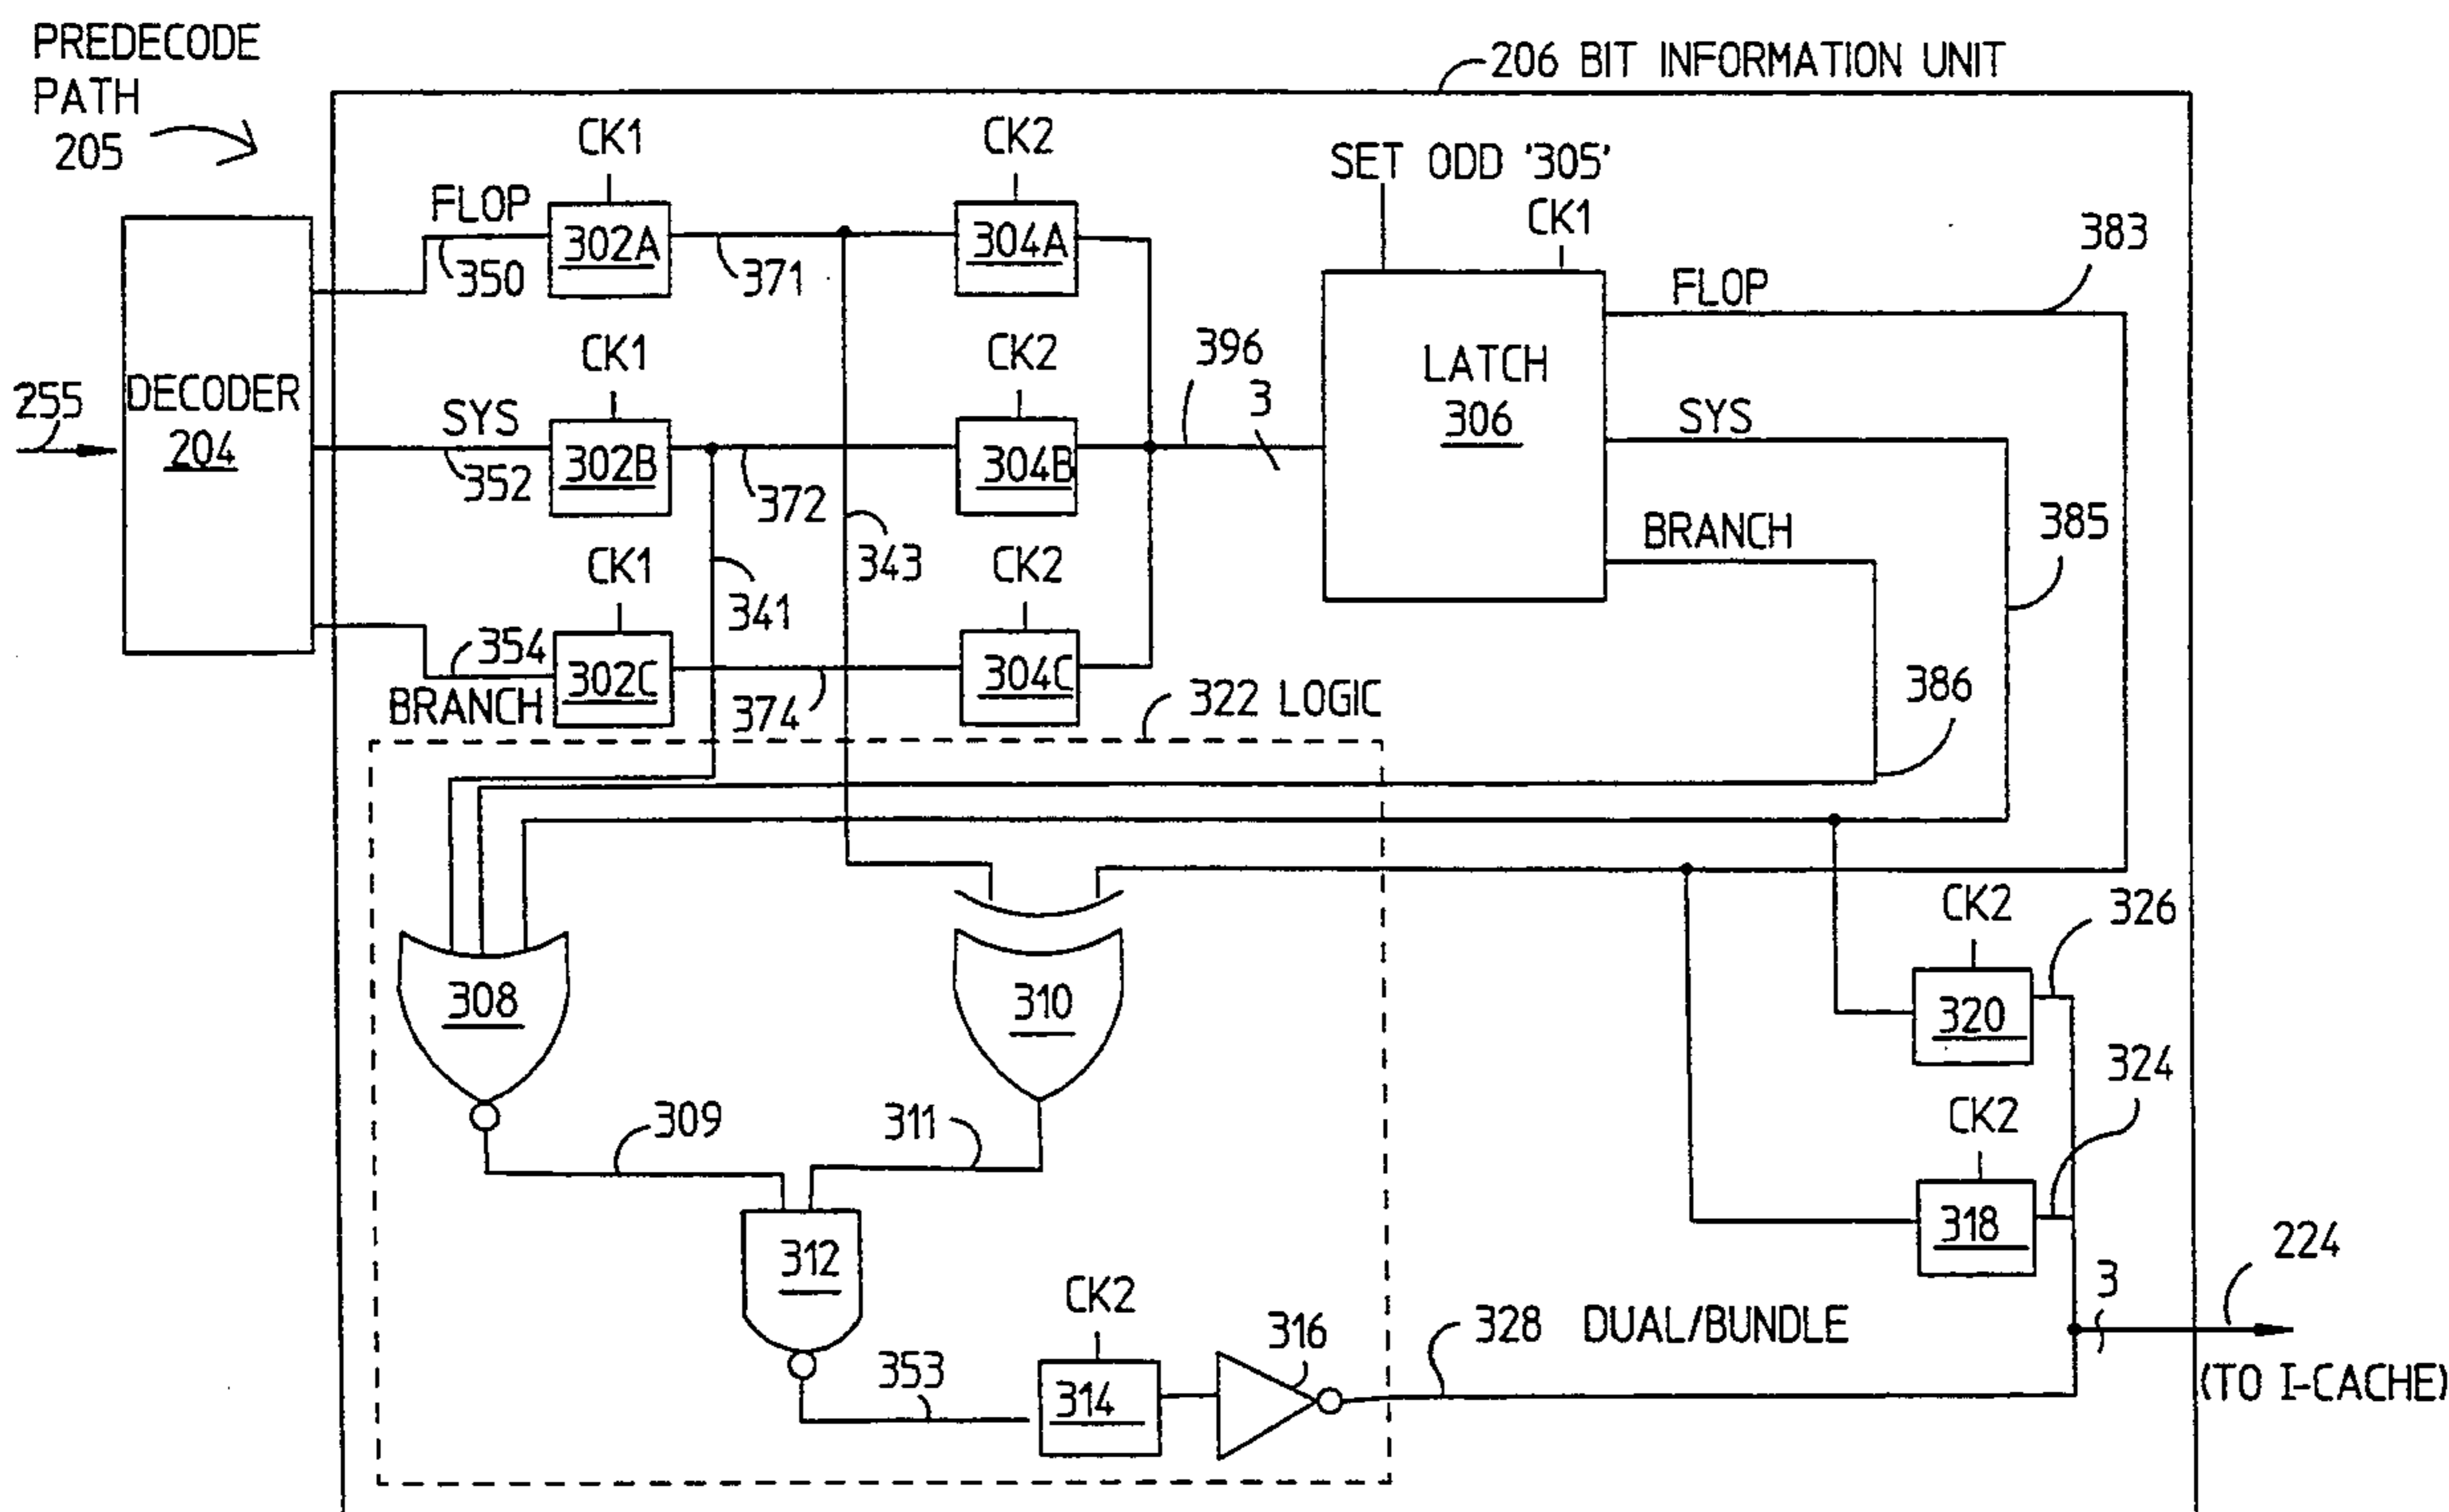 PREDECODE
PATH
205
206 BIT INFORMATION UNIT
CK1
CK2
SET ODD '305'
CK1
FLOP
302A
304A
350
371
383
FLOP
CK1
CK2
396
3
LATCH
306
255
DECODER
204
SYS
302B
304B
SYS
352
372
BRANCH
385
CK1
343
CK2
341
354
302C
304C
BRANCH
374
322 LOGIC
386
CK2
326
308
310
320
324
309
311
CK2
318
224
312
3
CK2
316
328 DUAL/BUNDLE
353
314
(TO I-CACHE)